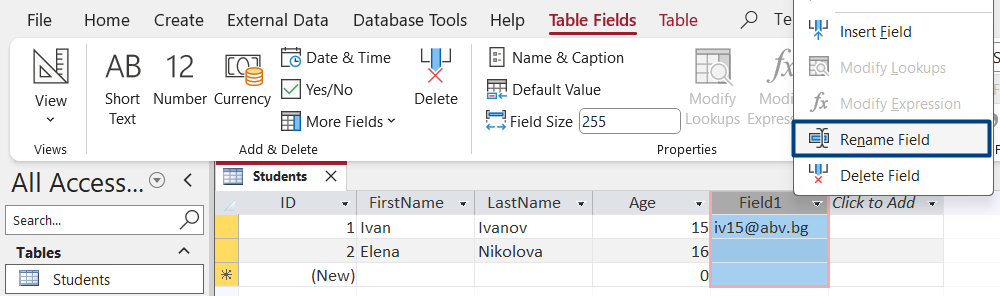 File Home Create External Data Database Tools Help Table Fields Table
Insert Field
Modify Lookups
Modify Expression
Rename Field
Delete Field
View
Views
AB
Short Text
12
Number
Currency
Date & Time
Yes/No
More Fields
Delete
Add & Delete
Name & Caption
Default Value
Field Size 255
Modify Lookups
Properties
All Access...
Search...
Tables
Students
Students
ID FirstName LastName Age Field1 Click to Add
1 Ivan Ivanov 15 iv15@abv.bg
2 Elena Nikolova 16
(New) 0